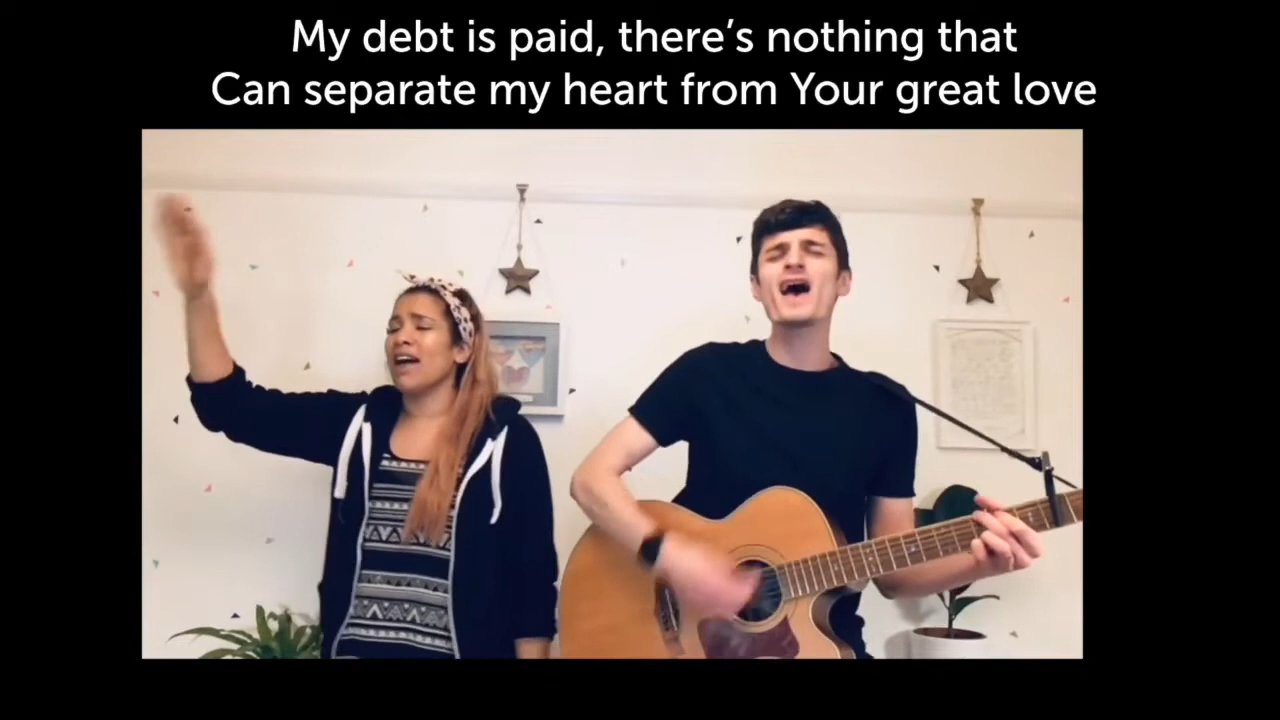 My debt is paid, there’s nothing that
Can separate my heart from Your great love